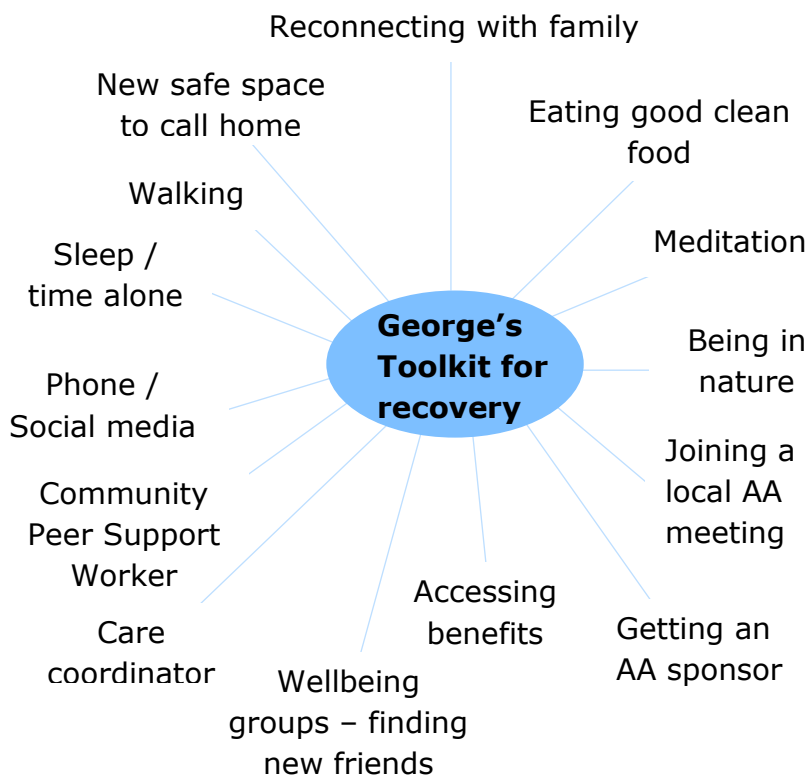 Reconnecting with family
New safe space
to call home
Eating good clean
food
Walking
Meditation
Sleep /
time alone
George’s
Toolkit for
recovery
Being in
nature
Phone /
Social media
Joining a
local AA
meeting
Community
Peer Support
Worker
Accessing
benefits
Getting an
AA sponsor
Care
coordinator
Wellbeing
groups – finding
new friends